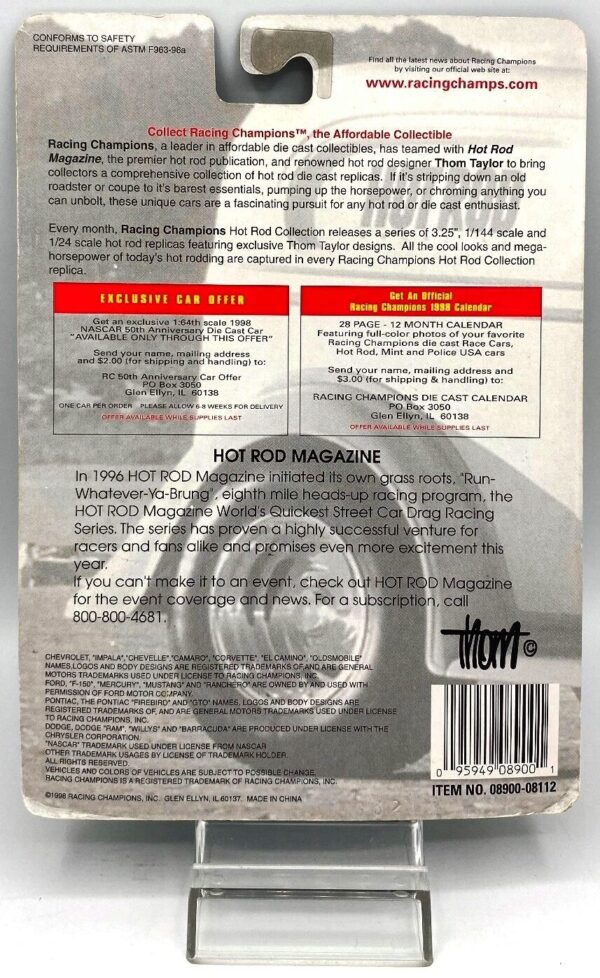 CONFORMS TO SAFETY
REQUIREMENTS OF ASTM F963-96a
Find all the latest news about Racing Champions
by visiting our official web site at:
www.racingchamps.com
Collect Racing Champions™, the Affordable Collectible
Racing Champions, a leader in affordable die cast collectibles, has teamed with Hot Rod
Magazine, the premier hot rod publication, and renowned hot rod designer Thom Taylor to bring
collectors a comprehensive collection of hot rod die cast replicas. If it's stripping down an old
roadster or coupe to it's barest essentials, pumping up the horsepower, or chroming anything you
can unbolt, these unique cars are a fascinating pursuit for any hot rod or die cast enthusiast.
Every month, Racing Champions Hot Rod Collection releases a series of 3.25", 1/144 scale and
1/24 scale hot rod replicas featuring exclusive Thom Taylor designs. All the cool looks and mega-
horsepower of today's hot rodding are captured in every Racing Champions Hot Rod Collection
replica.
EXCLUSIVE CAR OFFER
Get an exclusive 1:64th scale 1998
NASCAR 50th Anniversary Die Cast Car
"AVAILABLE ONLY THROUGH THIS OFFER"
Send your name, mailing address
and $2.00 (for shipping and handling) to:
RC 50th Anniversary Car Offer
PO Box 3050
Glen Ellyn, IL 60138
ONE CAR PER ORDER PLEASE ALLOW 6-8 WEEKS FOR DELIVERY
OFFER AVAILABLE WHILE SUPPLIES LAST
Get An Official
Racing Champions 1998 Calendar
28 PAGE - 12 MONTH CALENDAR
Featuring full-color photos of your favorite
Racing Champions die cast Race Cars,
Hot Rod, Mint and Police USA cars
Send your name, mailing address and
$3.00 (for shipping & handling) to:
RACING CHAMPIONS DIE CAST CALENDAR
PO Box 3050
Glen Ellyn, IL 60138
OFFER AVAILABLE WHILE SUPPLIES LAST
HOT ROD MAGAZINE
In 1996 HOT ROD Magazine initiated its own grass roots, "Run-
Whatever-Ya-Brung", eighth mile heads-up racing program, the
HOT ROD Magazine World's Quickest Street Car Drag Racing
Series. The series has proven a highly successful venture for
racers and fans alike and promises even more excitement this
year.
If you can't make it to an event, check out HOT ROD Magazine
for the event coverage and news. For a subscription, call
800-800-4681.
Thom ©
CHEVROLET, "IMPALA","CHEVELLE","CAMARO", "CORVETTE", "EL CAMINO", "OLDSMOBILE"
NAMES,LOGOS AND BODY DESIGNS ARE REGISTERED TRADEMARKS OF,AND ARE GENERAL
MOTORS TRADEMARKS USED UNDER LICENSE TO RACING CHAMPIONS, INC.
FORD, "F-150", "MERCURY", "MUSTANG" AND "RANCHERO" ARE OWNED BY AND USED WITH
PERMISSION OF FORD MOTOR COMPANY.
PONTIAC, THE PONTIAC "FIREBIRD" AND "GTO" NAMES, LOGOS AND BODY DESIGNS ARE
REGISTERED TRADEMARKS OF, AND ARE GENERAL MOTORS TRADEMARKS USED UNDER LICENSE
TO RACING CHAMPIONS, INC.
DODGE, DODGE "RAM", "WILLYS" AND "BARRACUDA" ARE PRODUCED UNDER LICENSE WITH THE
CHRYSLER CORPORATION
"NASCAR" TRADEMARK USED UNDER LICENSE FROM NASCAR
OTHER TRADEMARK USAGES BY LICENSE OF TRADEMARK HOLDER.
ALL RIGHTS RESERVED.
VEHICLES AND COLORS OF VEHICLES ARE SUBJECT TO POSSIBLE CHANGE.
RACING CHAMPIONS IS A REGISTERED TRADEMARK OF RACING CHAMPIONS, INC.
©1998 RACING CHAMPIONS, INC. GLEN ELLYN, IL 60137. MADE IN CHINA
0 95949 08900 1
ITEM NO. 08900-08112